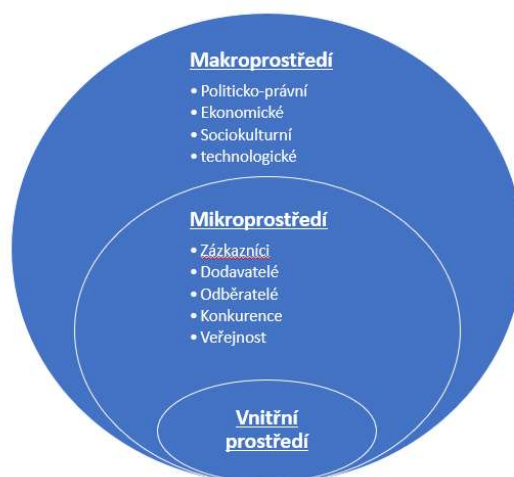 Makroprostředí
• Politicko-právní
• Ekonomické
• Sociokulturní
• technologické
Mikroprostředí
• Zázkazníci
• Dodavatelé
• Odběratelé
• Konkurence
• Veřejnost
Vnitřní
prostředí